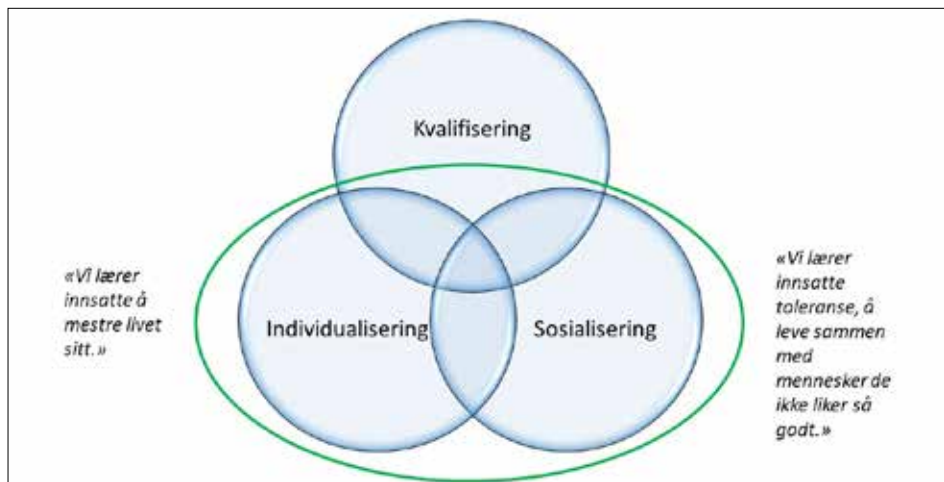 Kvalifisering
Individualisering
Sosialisering
«Vi lærer
innsatte å
mestre livet
sitt.»
«Vi lærer
innsatte
toleranse, å
leve sammen
med
mennesker de
ikke liker så
godt.»